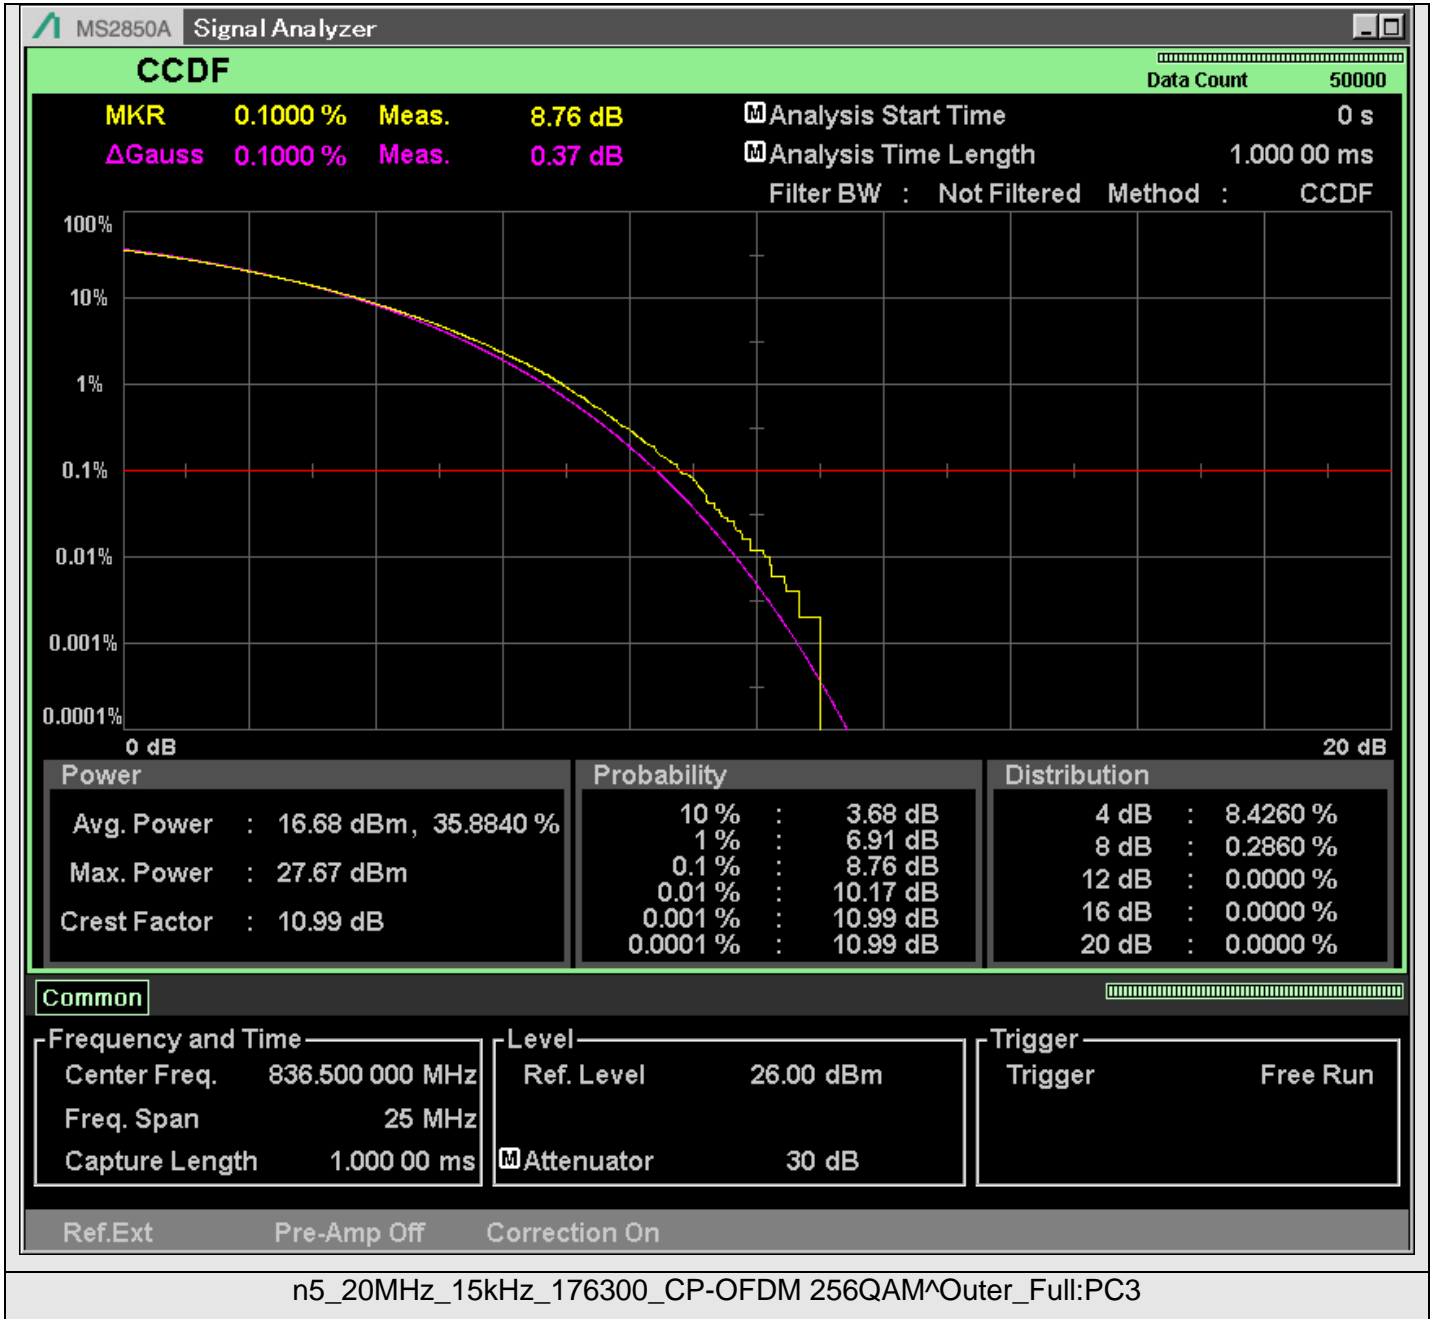 MS2850A Signal Analyzer
CCDF
Data Count 50000
MKR 0.1000 % Meas. 8.76 dB
ΔGauss 0.1000 % Meas. 0.37 dB
M Analysis Start Time 0 s
M Analysis Time Length 1.000 00 ms
Filter BW : Not Filtered Method : CCDF
100%
10%
1%
0.1%
0.01%
0.001%
0.0001%
0 dB 20 dB
Power
Avg. Power : 16.68 dBm, 35.8840 %
Max. Power : 27.67 dBm
Crest Factor : 10.99 dB
Probability
10 % : 3.68 dB
1 % : 6.91 dB
0.1 % : 8.76 dB
0.01 % : 10.17 dB
0.001 % : 10.99 dB
0.0001 % : 10.99 dB
Distribution
4 dB : 8.4260 %
8 dB : 0.2860 %
12 dB : 0.0000 %
16 dB : 0.0000 %
20 dB : 0.0000 %
Common
Frequency and Time
Center Freq. 836.500 000 MHz
Freq. Span 25 MHz
Capture Length 1.000 00 ms
Level
Ref. Level 26.00 dBm
M Attenuator 30 dB
Trigger
Trigger Free Run
Ref.Ext Pre-Amp Off Correction On
n5_20MHz_15kHz_176300_CP-OFDM 256QAM^Outer_Full:PC3